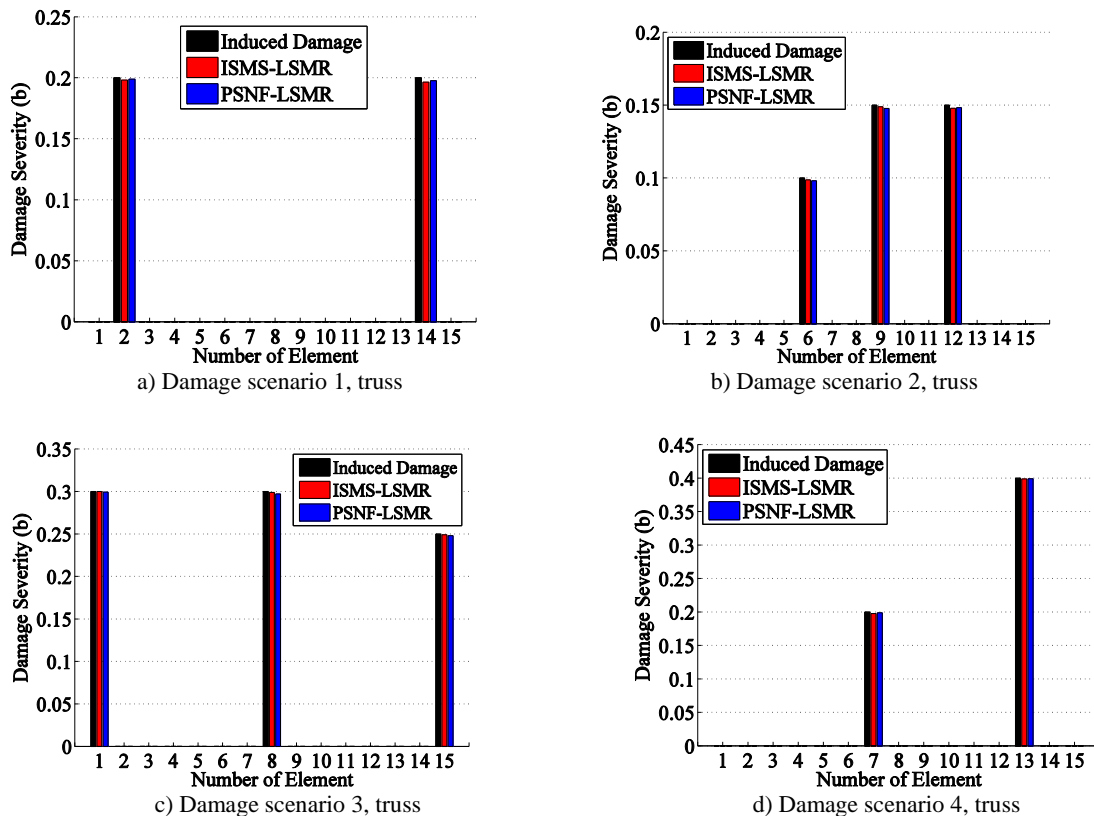 0.25
0.2
0.15
0.1
0.05
0
Damage Severity (b)
Induced Damage
ISMS-LSMR
PSNF-LSMR
1 2 3 4 5 6 7 8 9 10 11 12 13 14 15
Number of Element
a) Damage scenario 1, truss
0.2
0.15
0.1
0.05
0
Damage Severity (b)
Induced Damage
ISMS-LSMR
PSNF-LSMR
1 2 3 4 5 6 7 8 9 10 11 12 13 14 15
Number of Element
b) Damage scenario 2, truss
0.35
0.3
0.25
0.2
0.15
0.1
0.05
0
Damage Severity (b)
Induced Damage
ISMS-LSMR
PSNF-LSMR
1 2 3 4 5 6 7 8 9 10 11 12 13 14 15
Number of Element
c) Damage scenario 3, truss
0.45
0.4
0.35
0.3
0.25
0.2
0.15
0.1
0.05
0
Damage Severity (b)
Induced Damage
ISMS-LSMR
PSNF-LSMR
1 2 3 4 5 6 7 8 9 10 11 12 13 14 15
Number of Element
d) Damage scenario 4, truss